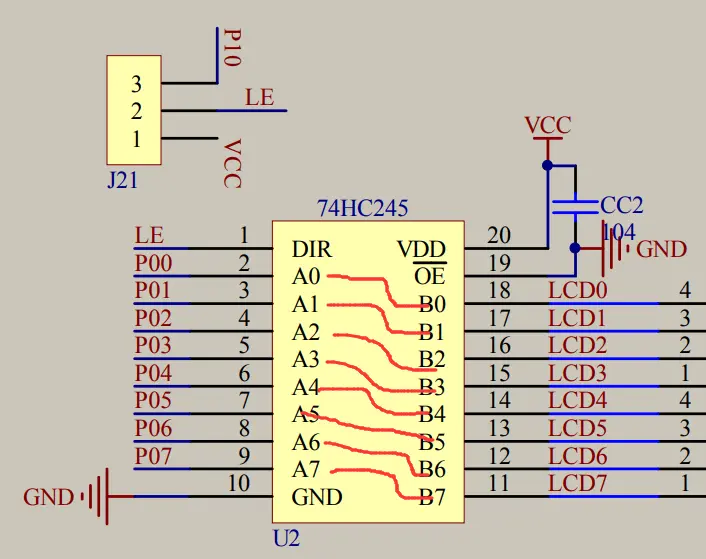 P10
3
2 LE
1
VCC
J21
VCC
CC2
104
GND
74HC245
LE 1 DIR VDD 20
P00 2 A0 OE 19
P01 3 A1 B0 18 LCD0 4
P02 4 A2 B1 17 LCD1 3
P03 5 A3 B2 16 LCD2 2
P04 6 A4 B3 15 LCD3 1
P05 7 A5 B4 14 LCD4 4
P06 8 A6 B5 13 LCD5 3
P07 9 A7 B6 12 LCD6 2
GND 10 GND B7 11 LCD7 1
U2